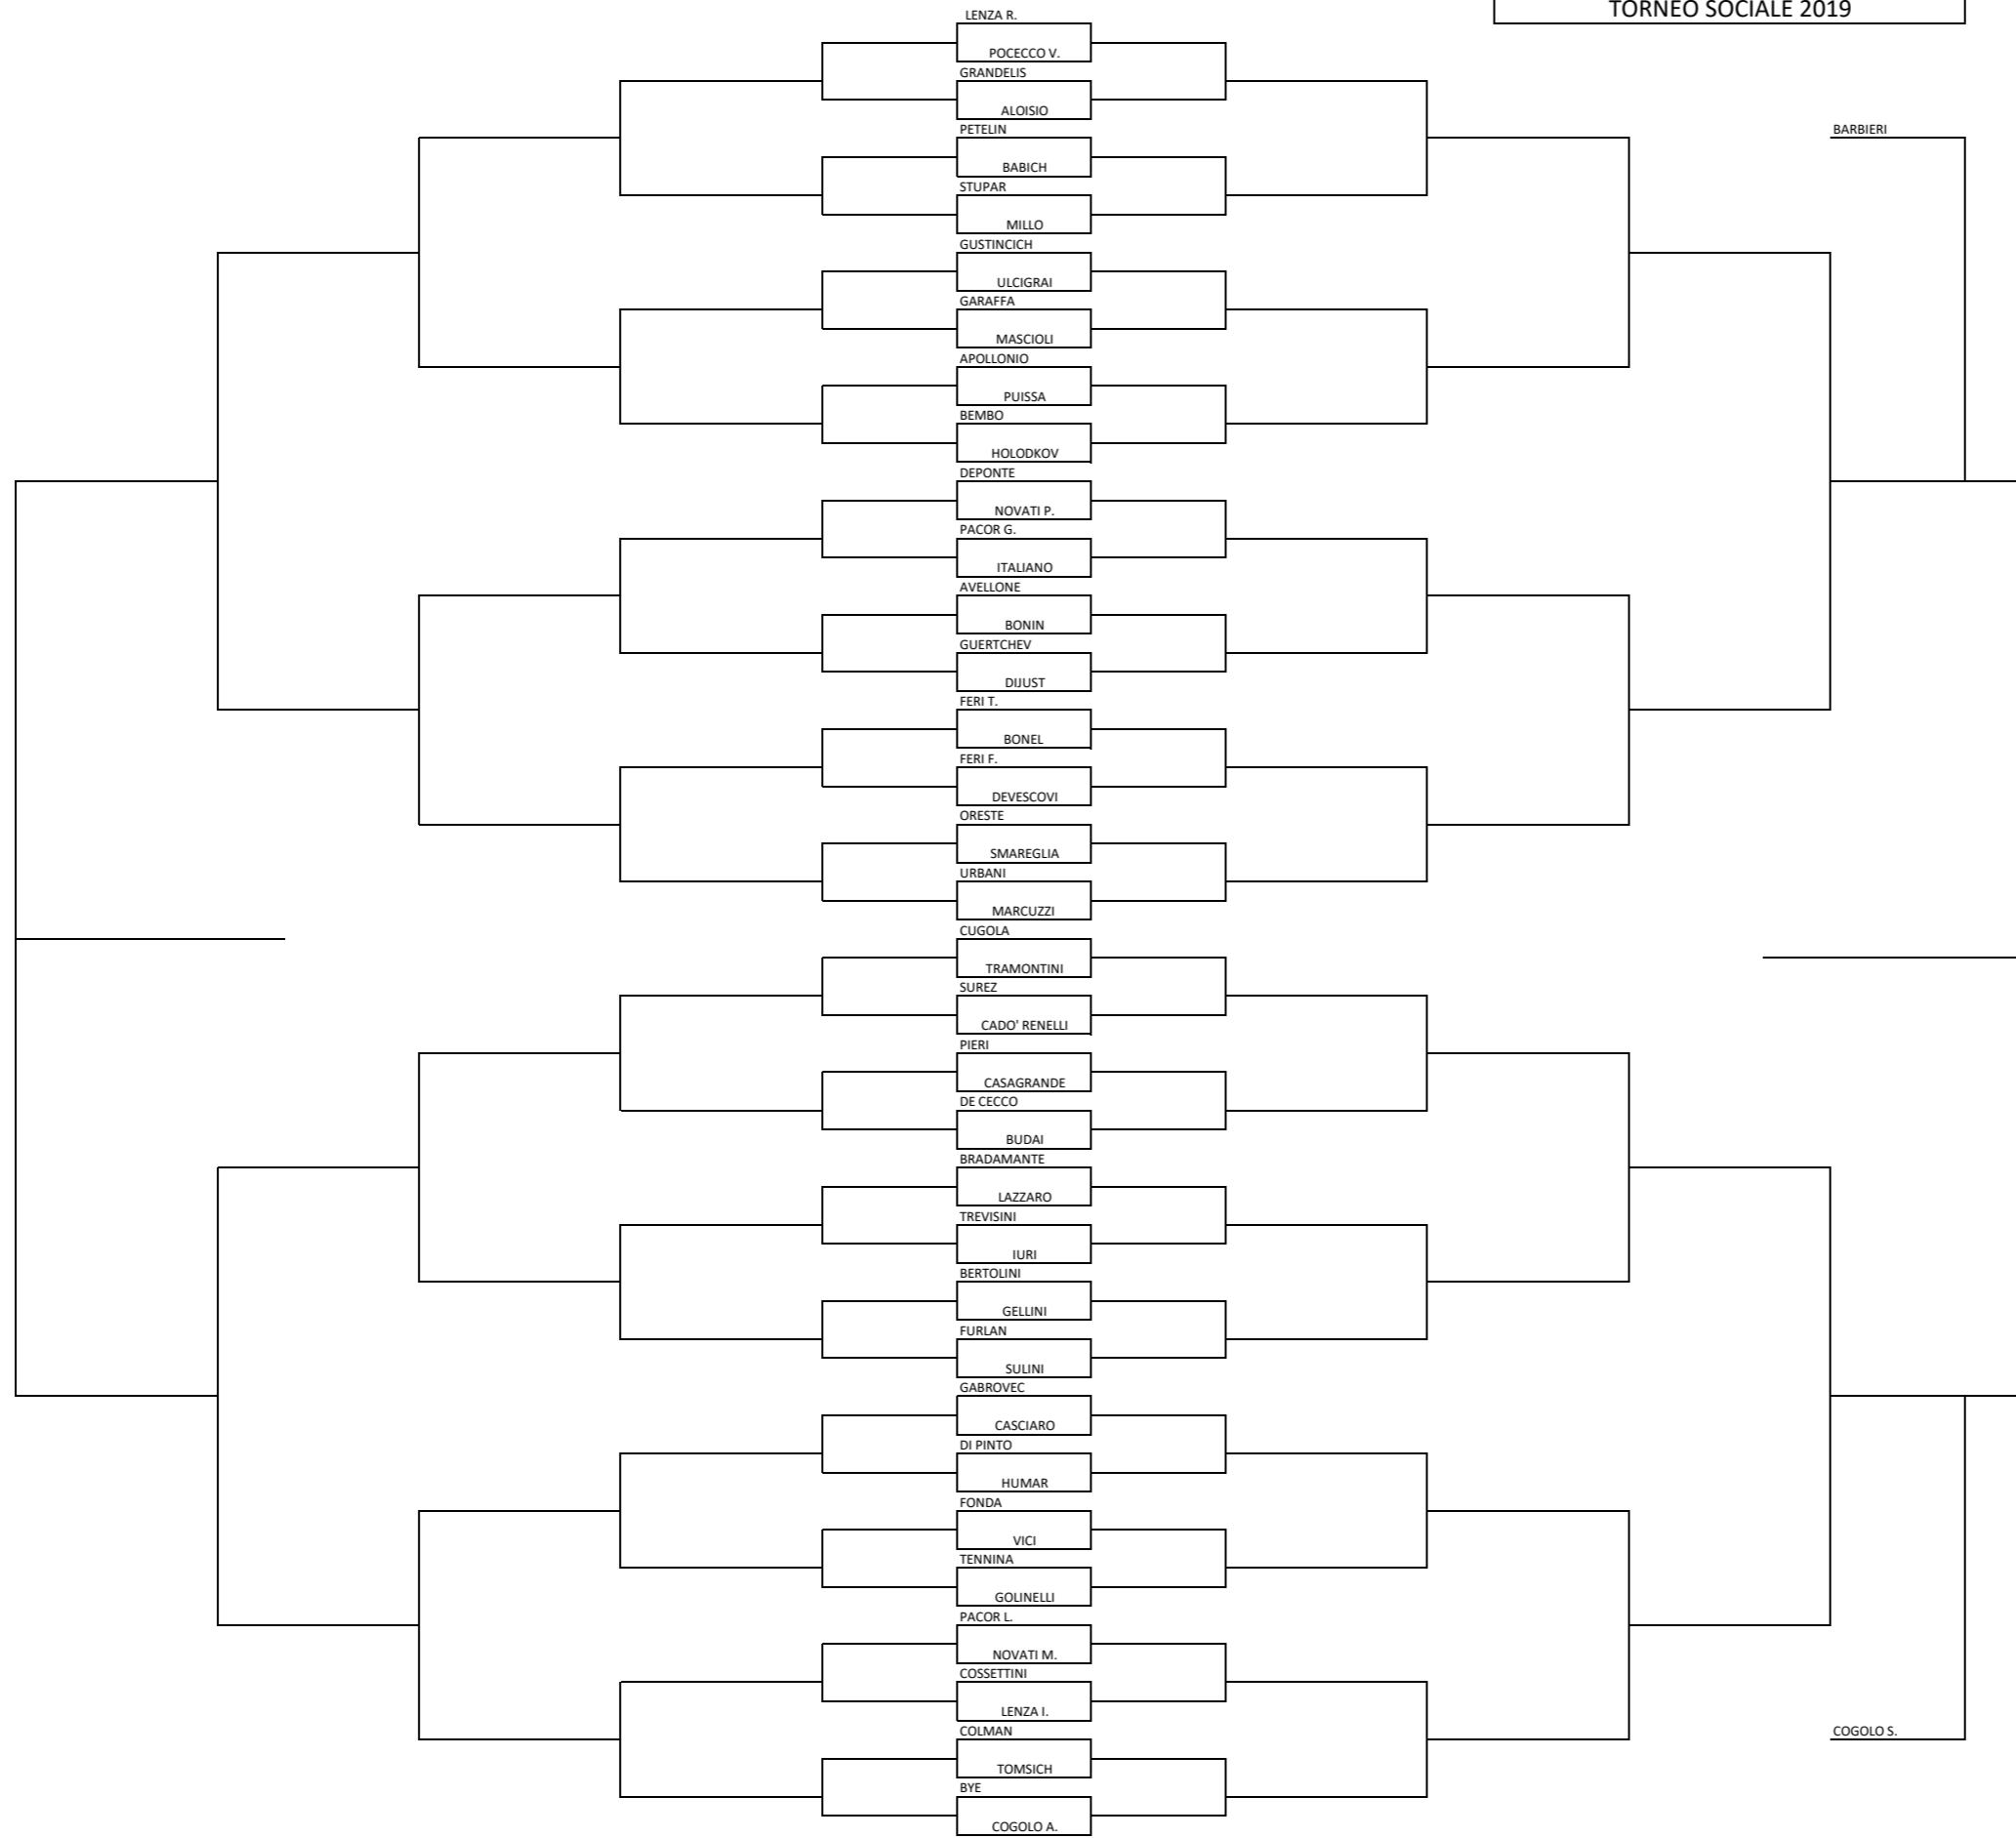 TORNEO SOCIALE 2019
LENZA R.
POCECCO V.
GRANDELIS
ALOISIO
PETELIN
BARBIERI
BABICH
STUPAR
MILLO
GUSTINCICH
ULCIGRAI
GARAFFA
MASCIOLI
APOLLONIO
PUISSA
BEMBO
HOLODKOV
DEPONTE
NOVATI P.
PACOR G.
ITALIANO
AVELLONE
BONIN
GUERTCHEV
DIJUST
FERI T.
BONEL
FERI F.
DEVESCOVI
ORESTE
SMAREGLIA
URBANI
MARCUZZI
CUGOLA
TRAMONTINI
SUREZ
CADO' RENELLI
PIERI
CASAGRANDE
DE CECCO
BUDAI
BRADAMANTE
LAZZARO
TREVISINI
IURI
BERTOLINI
GELLINI
FURLAN
SULINI
GABROVEC
CASCIARO
DI PINTO
HUMAR
FONDA
VICI
TENNINA
GOLINELLI
PACOR L.
NOVATI M.
COSSETTINI
LENZA I.
COLMAN
COGOLO S.
TOMSICH
BYE
COGOLO A.